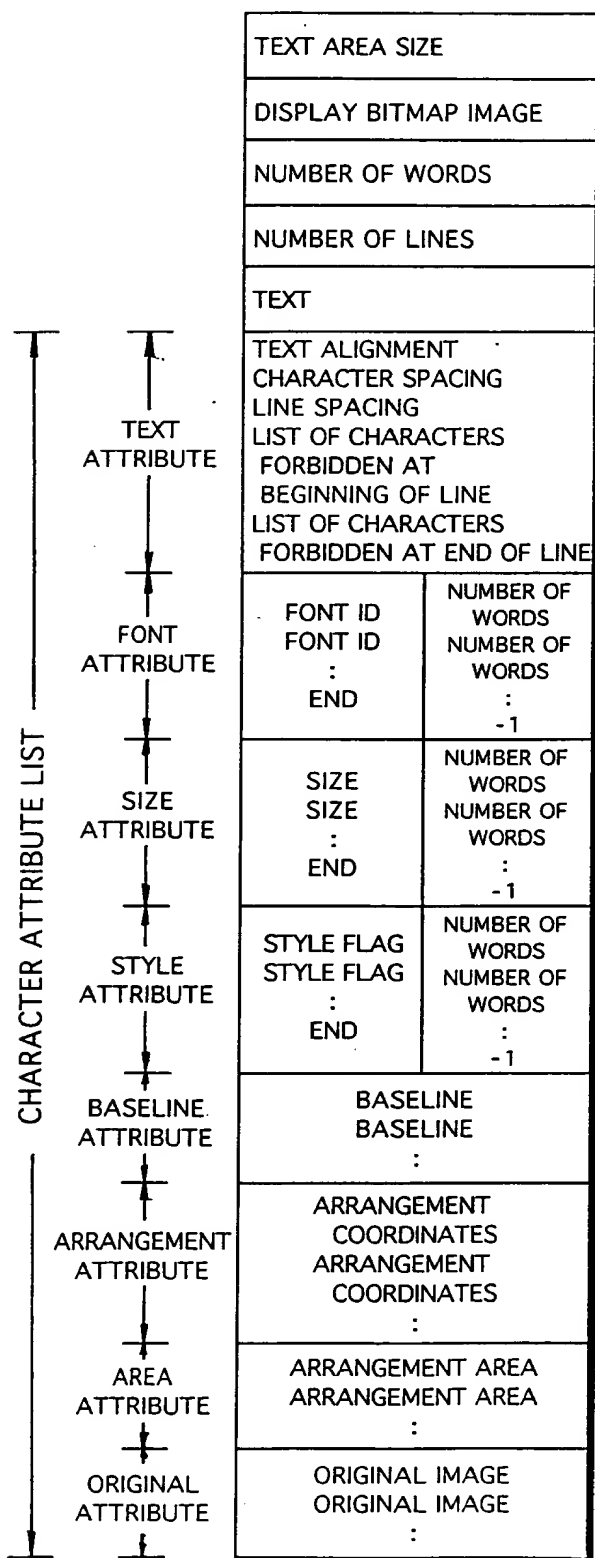 TEXT AREA SIZE
DISPLAY BITMAP IMAGE
NUMBER OF WORDS
NUMBER OF LINES
TEXT
CHARACTER ATTRIBUTE LIST
TEXT
ATTRIBUTE
TEXT ALIGNMENT
CHARACTER SPACING
LINE SPACING
LIST OF CHARACTERS
FORBIDDEN AT
BEGINNING OF LINE
LIST OF CHARACTERS
FORBIDDEN AT END OF LINE
FONT
ATTRIBUTE
FONT ID
FONT ID
:
END
NUMBER OF
WORDS
NUMBER OF
WORDS
:
-1
SIZE
ATTRIBUTE
SIZE
SIZE
:
END
NUMBER OF
WORDS
NUMBER OF
WORDS
:
-1
STYLE
ATTRIBUTE
STYLE FLAG
STYLE FLAG
:
END
NUMBER OF
WORDS
NUMBER OF
WORDS
:
-1
BASELINE
ATTRIBUTE
BASELINE
BASELINE
:
ARRANGEMENT
ATTRIBUTE
ARRANGEMENT
COORDINATES
ARRANGEMENT
COORDINATES
:
AREA
ATTRIBUTE
ARRANGEMENT AREA
ARRANGEMENT AREA
:
ORIGINAL
ATTRIBUTE
ORIGINAL IMAGE
ORIGINAL IMAGE
: